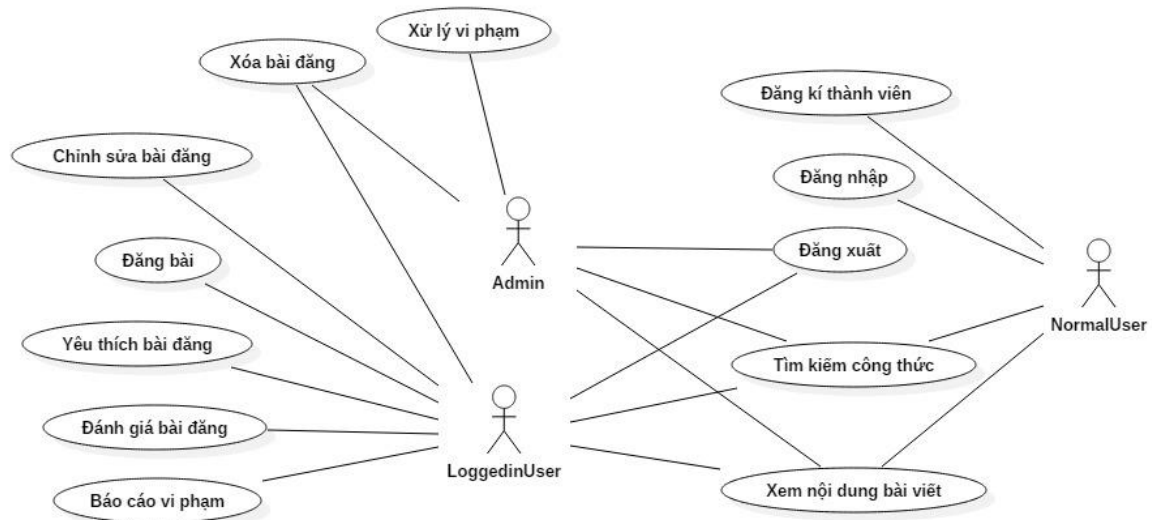 Xử lý vi phạm
Xóa bài đăng
Đăng kí thành viên
Chỉnh sửa bài đăng
Đăng nhập
Đăng bài
Đăng xuất
Admin
NormalUser
Yêu thích bài đăng
Tìm kiếm công thức
Đánh giá bài đăng
LoggedinUser
Báo cáo vi phạm
Xem nội dung bài viết